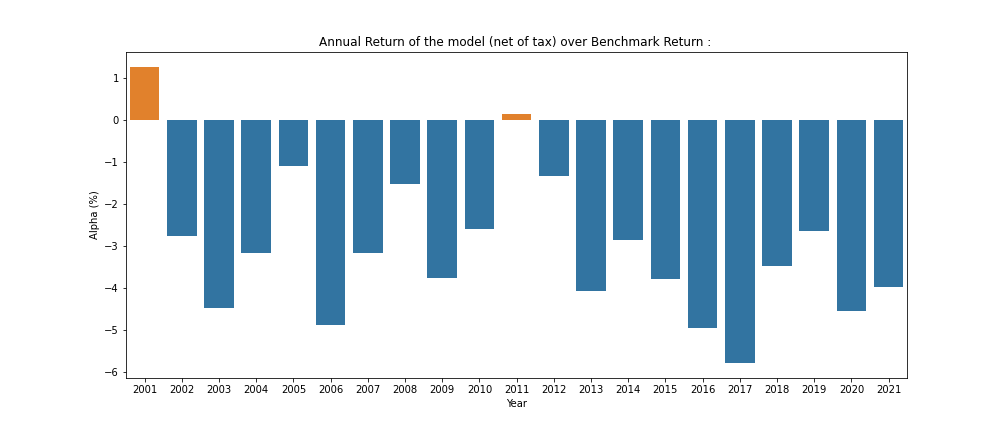 Annual Return of the model (net of tax) over Benchmark Return :
Alpha (%)
1
0
−1
−2
−3
−4
−5
−6
2001 2002 2003 2004 2005 2006 2007 2008 2009 2010 2011 2012 2013 2014 2015 2016 2017 2018 2019 2020 2021
Year